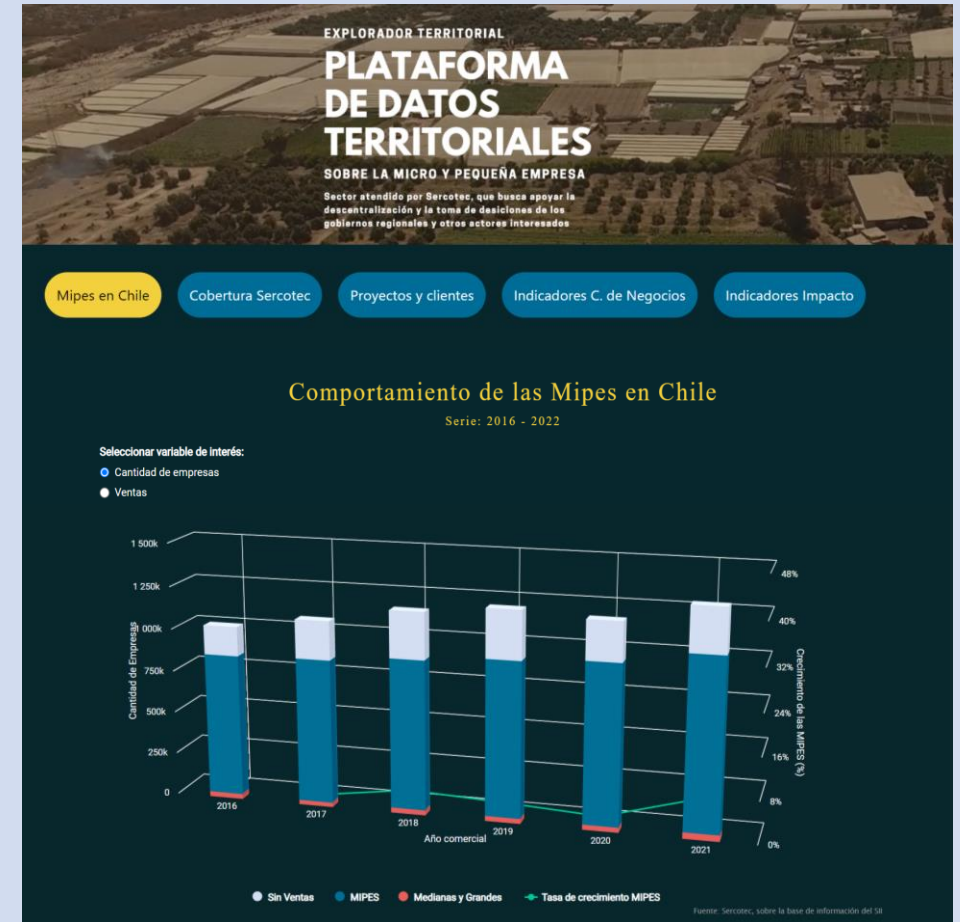 EXPLORADOR TERRITORIAL
PLATAFORMA
DE DATOS
TERRITORIALES
SOBRE LA MICRO Y PEQUEÑA EMPRESA
Sector atendido por Sercotec, que busca apoyar la
descentralización y la toma de desiciones de los
gobiernos regionales y otros actores interesados
Mipes en Chile
Cobertura Sercotec
Proyectos y clientes
Indicadores C. de Negocios
Indicadores Impacto
Comportamiento de las Mipes en Chile
Serie: 2016 - 2022
Seleccionar variable de interés:
Cantidad de empresas
Ventas
Cantidad de Empresas
1 500k
1 250k
1 000k
750k
500k
250k
0
48%
40%
32%
24%
16%
8%
0%
Crecimiento de las MIPES (%)
2016
2017
2018
2019
2020
2021
Año comercial
Sin Ventas
MIPES
Medianas y Grandes
Tasa de crecimiento MIPES
Fuente: Sercotec, sobre la base de información del SII